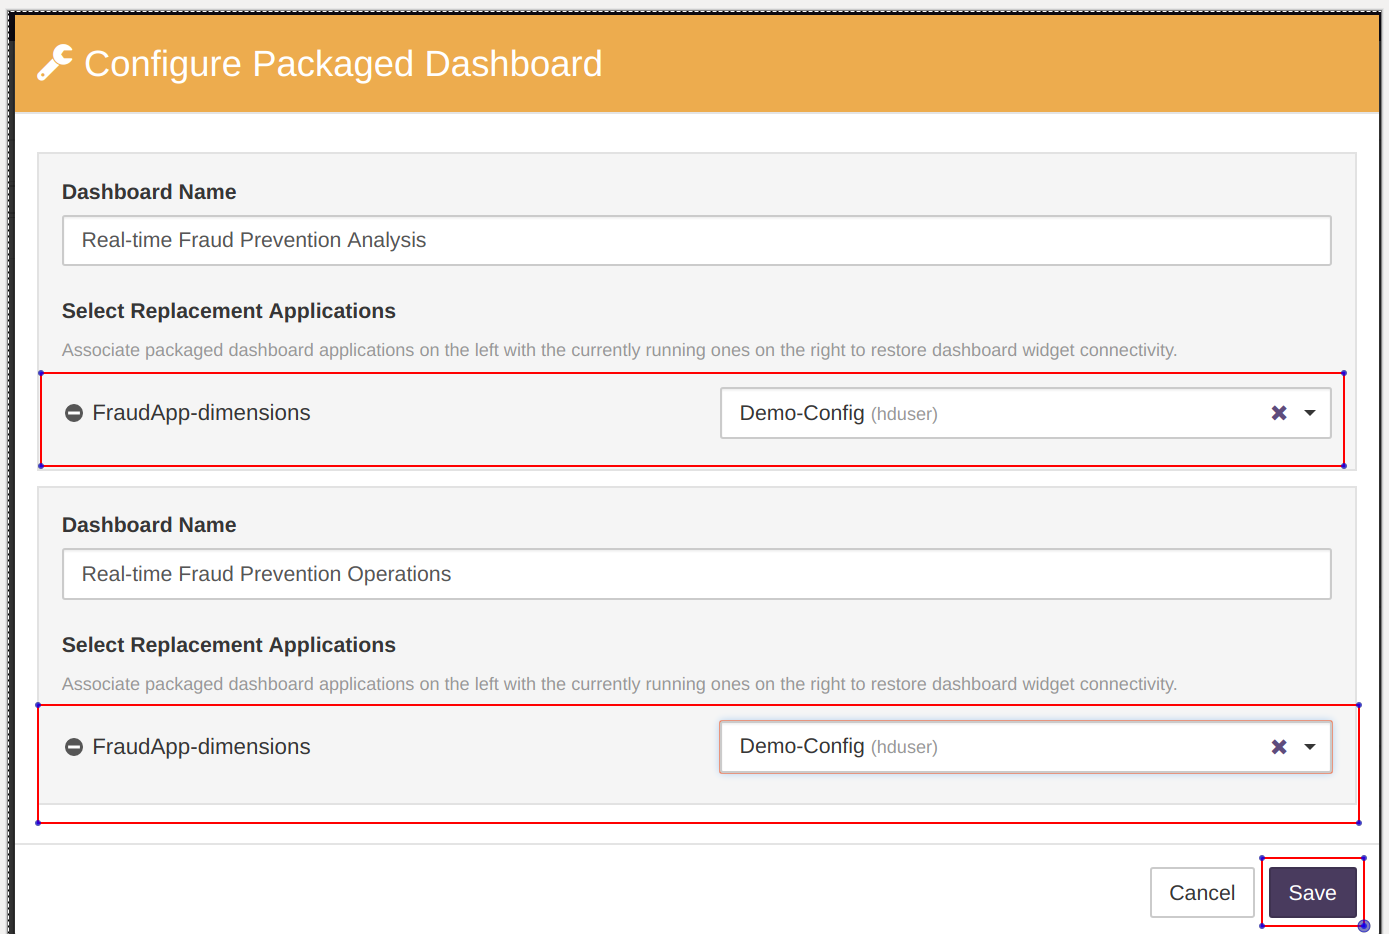 Configure Packaged Dashboard
Dashboard Name
Real-time Fraud Prevention Analysis
Select Replacement Applications
Associate packaged dashboard applications on the left with the currently running ones on the right to restore dashboard widget connectivity.
FraudApp-dimensions Demo-Config (hduser)
Dashboard Name
Real-time Fraud Prevention Operations
Select Replacement Applications
Associate packaged dashboard applications on the left with the currently running ones on the right to restore dashboard widget connectivity.
FraudApp-dimensions Demo-Config (hduser)
Cancel Save